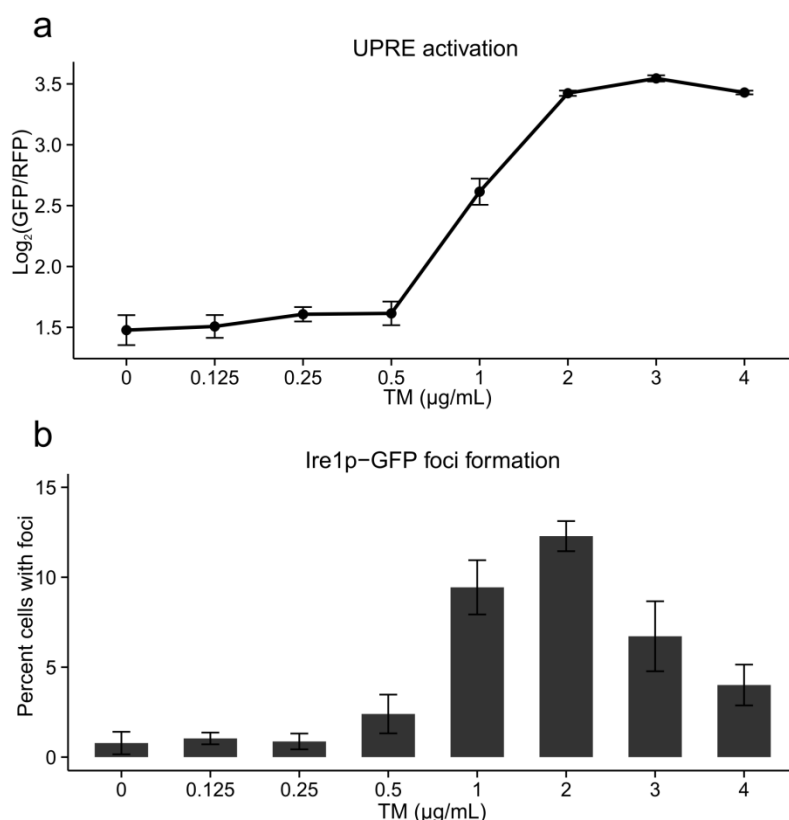 a
UPRE activation
Log₂(GFP/RFP)
3.5
3.0
2.5
2.0
1.5
0 0.125 0.25 0.5 1 2 3 4
TM (µg/mL)
b
Ire1p−GFP foci formation
Percent cells with foci
15
10
5
0
0 0.125 0.25 0.5 1 2 3 4
TM (µg/mL)